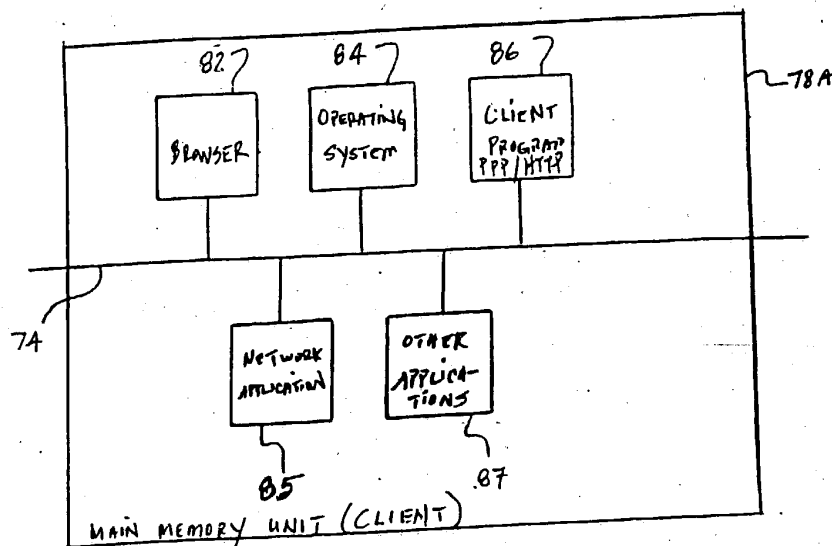 82
84
86
78A
BROWSER
OPERATING
SYSTEM
CLIENT
PROGRAM
PPP/HTTP
74
NETWORK
APPLICATION
OTHER
APPLICA-
TIONS
85
87
MAIN MEMORY UNIT (CLIENT)